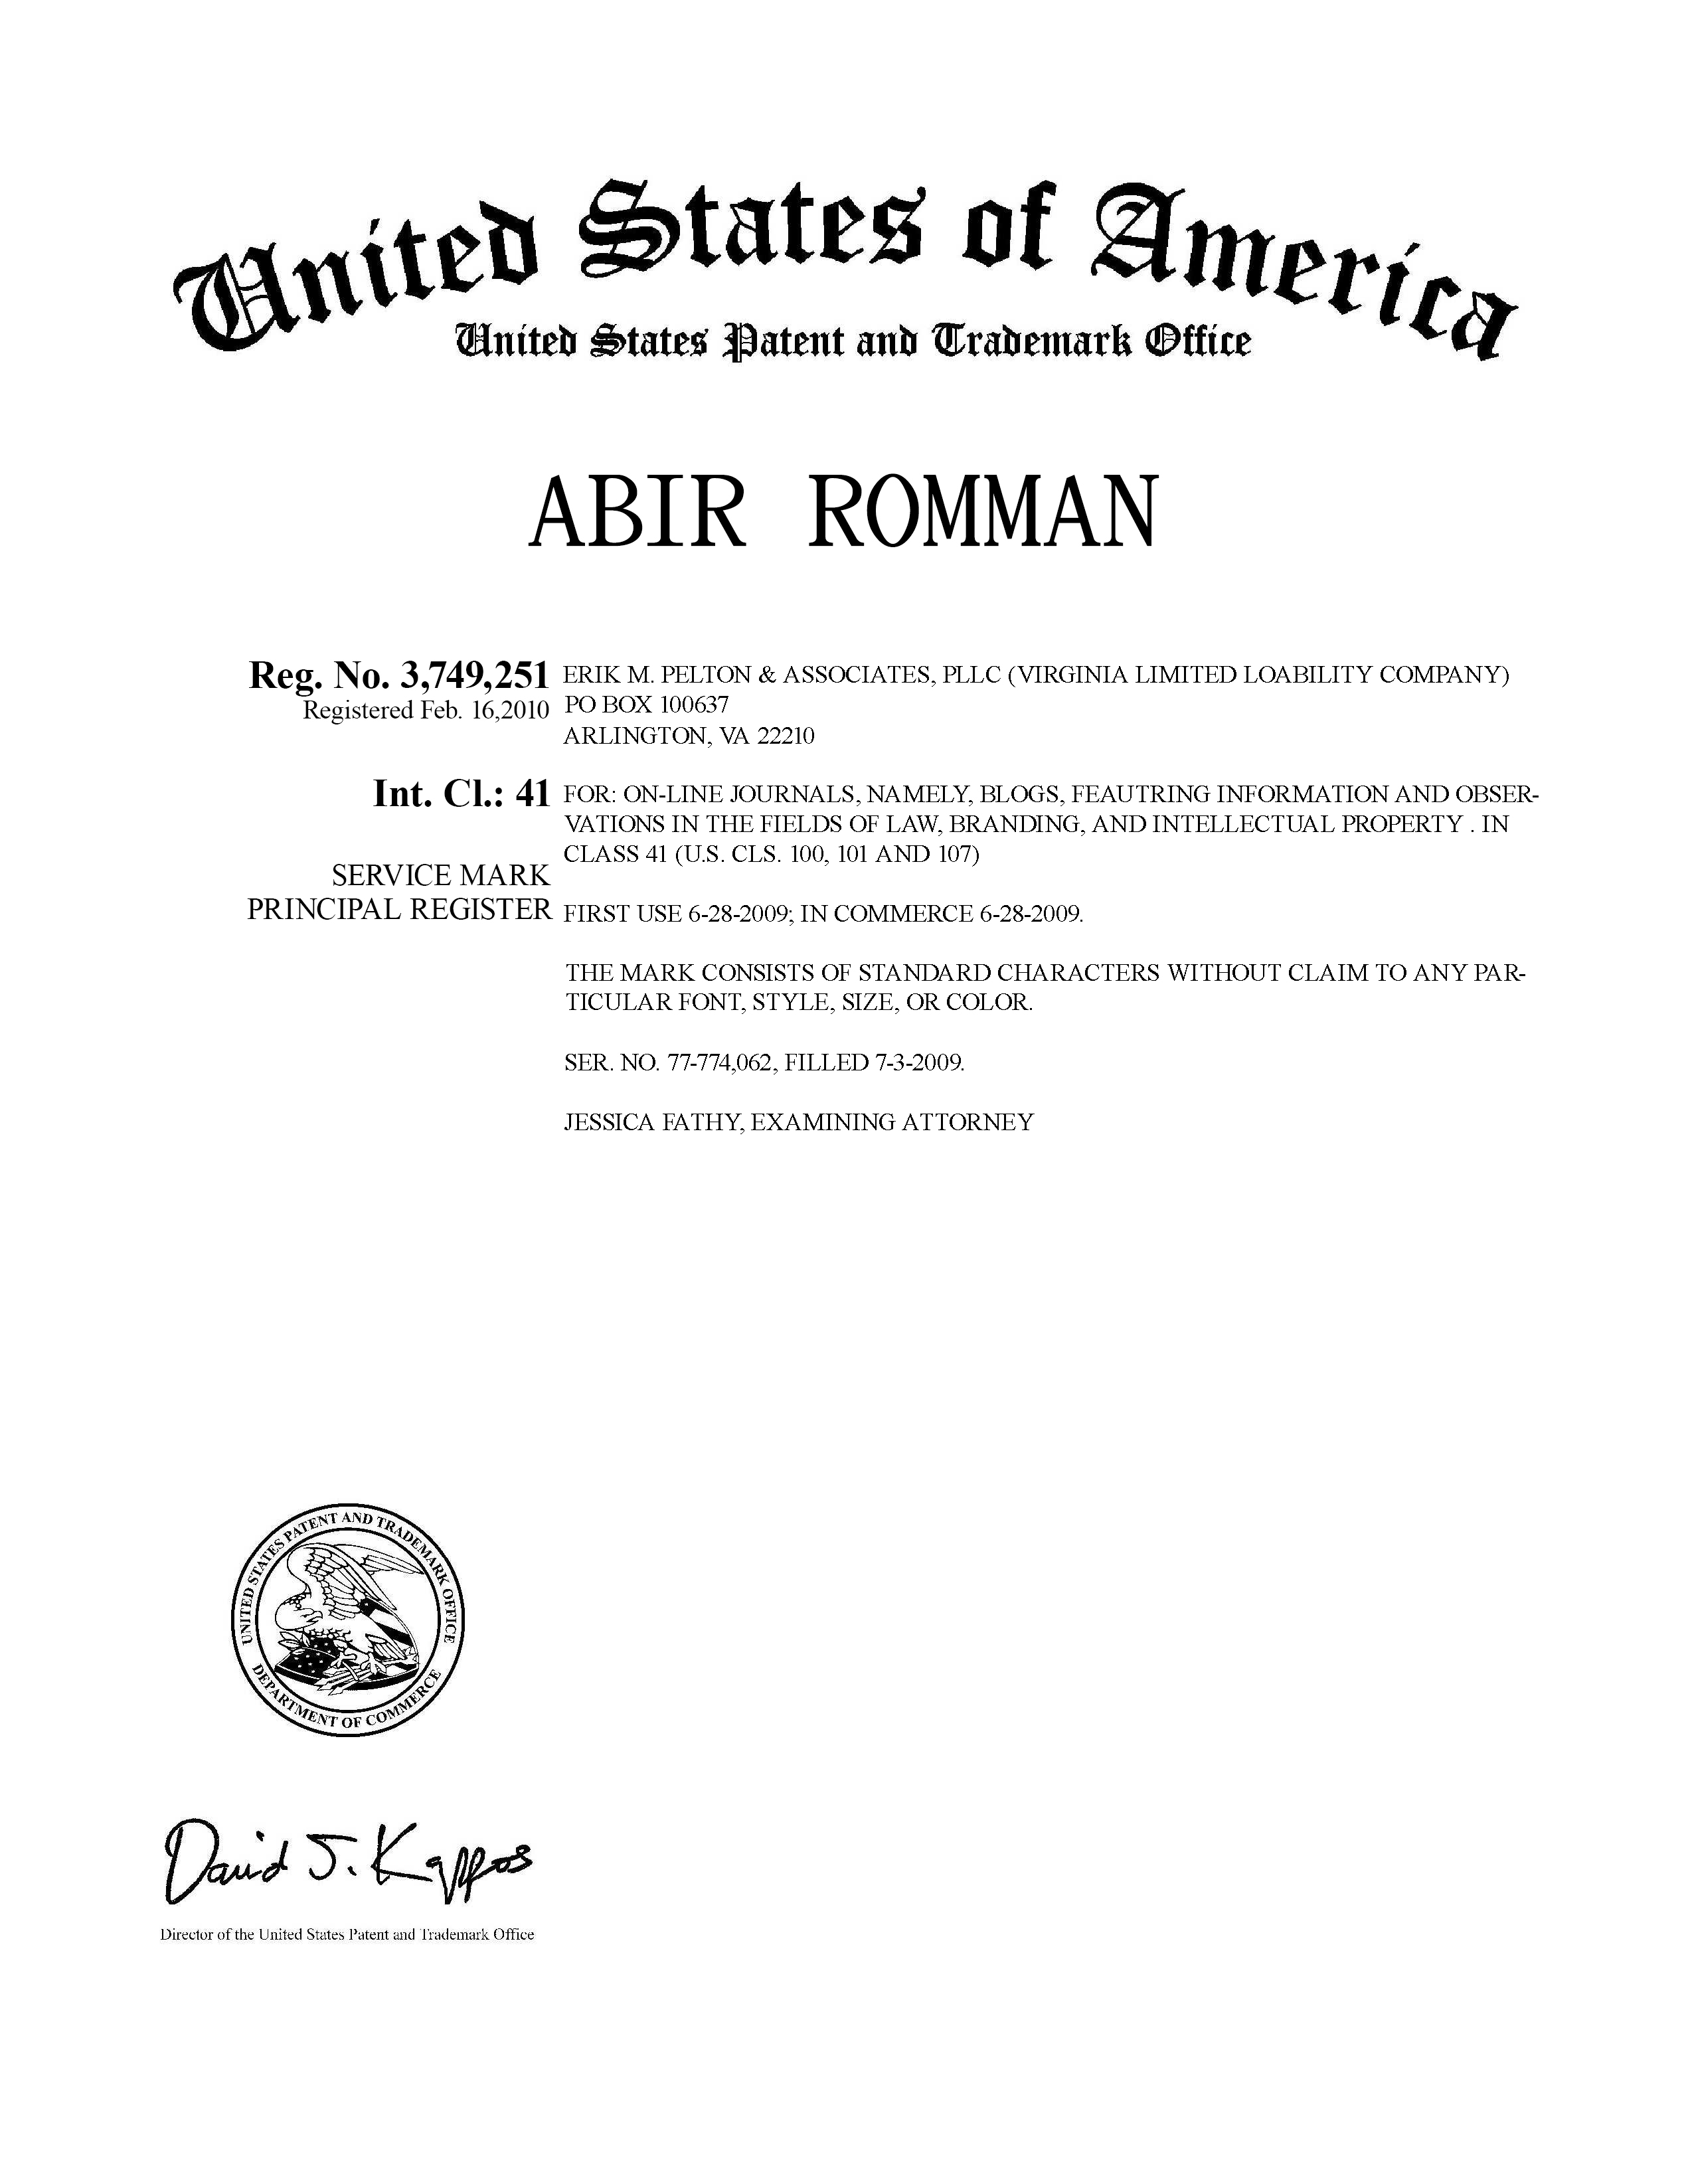 United States of America
United States Patent and Trademark Office
ABIR ROMMAN
Reg. No. 3,749,251
Registered Feb. 16,2010
Int. Cl.: 41
SERVICE MARK
PRINCIPAL REGISTER
ERIK M. PELTON & ASSOCIATES, PLLC (VIRGINIA LIMITED LOABILITY COMPANY)
PO BOX 100637
ARLINGTON, VA 22210
FOR: ON-LINE JOURNALS, NAMELY, BLOGS, FEAUTRING INFORMATION AND OBSER-
VATIONS IN THE FIELDS OF LAW, BRANDING, AND INTELLECTUAL PROPERTY . IN
CLASS 41 (U.S. CLS. 100, 101 AND 107)
FIRST USE 6-28-2009; IN COMMERCE 6-28-2009.
THE MARK CONSISTS OF STANDARD CHARACTERS WITHOUT CLAIM TO ANY PAR-
TICULAR FONT, STYLE, SIZE, OR COLOR.
SER. NO. 77-774,062, FILLED 7-3-2009.
JESSICA FATHY, EXAMINING ATTORNEY
UNITED STATES PATENT AND TRADEMARK OFFICE
DEPARTMENT OF COMMERCE
David J. Kappos
Director of the United States Patent and Trademark Office